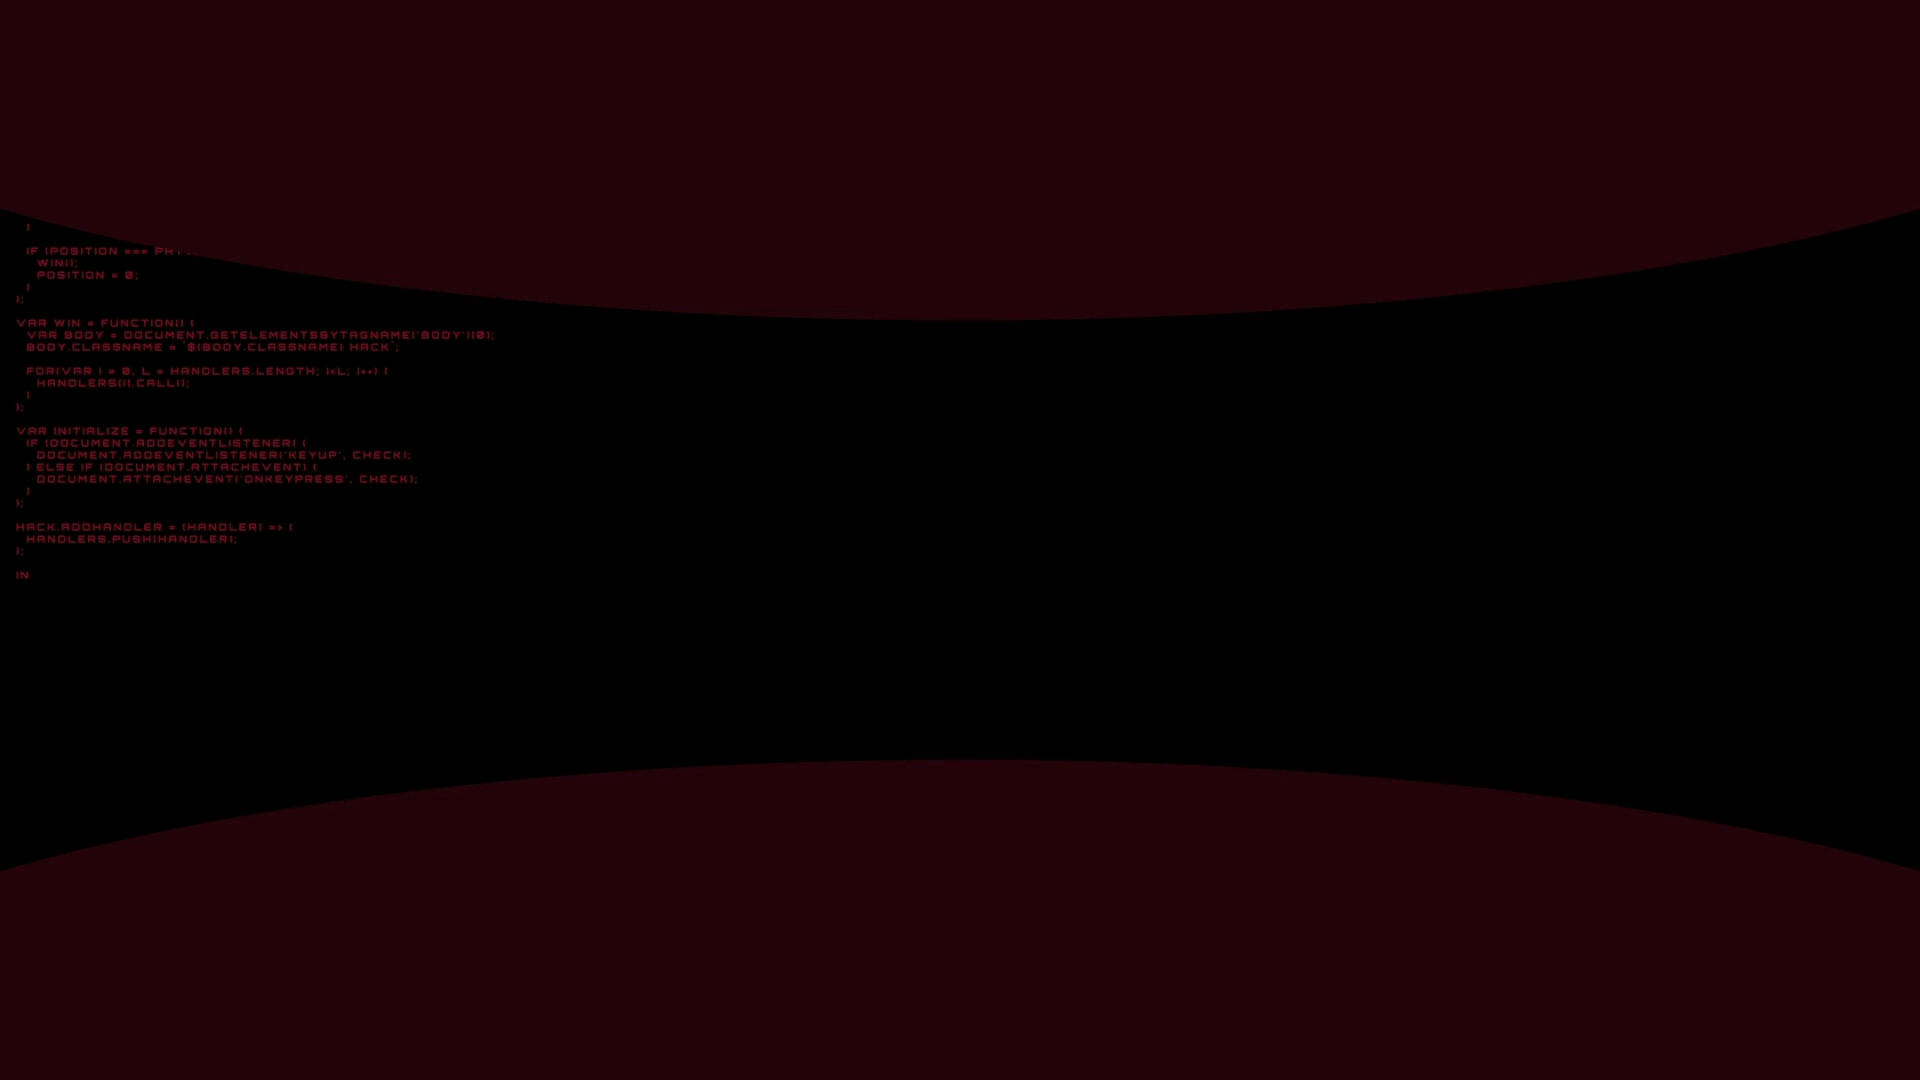 }
IF (POSITION ===
WIN();
POSITION = 0;
}
};
VAR WIN = FUNCTION() {
VAR BODY = DOCUMENT.GETELEMENTSBYTAGNAME('BODY')[0];
BODY.CLASSNAME = `${BODY.CLASSNAME} HACK`;
FOR(VAR I = 0, L = HANDLERS.LENGTH; I<L; I++) {
HANDLERS[I].CALL();
}
};
VAR INITIALIZE = FUNCTION() {
IF (DOCUMENT.ADDEVENTLISTENER) {
DOCUMENT.ADDEVENTLISTENER('KEYUP', CHECK);
} ELSE IF (DOCUMENT.ATTACHEVENT) {
DOCUMENT.ATTACHEVENT('ONKEYPRESS', CHECK);
}
};
HACK.ADDHANDLER = (HANDLER) => {
HANDLERS.PUSH(HANDLER);
};
IN